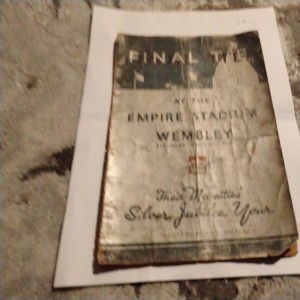 FINAL TIE
AT THE
EMPIRE STADIUM
WEMBLEY
Their Majesties'
Silver Jubilee Year